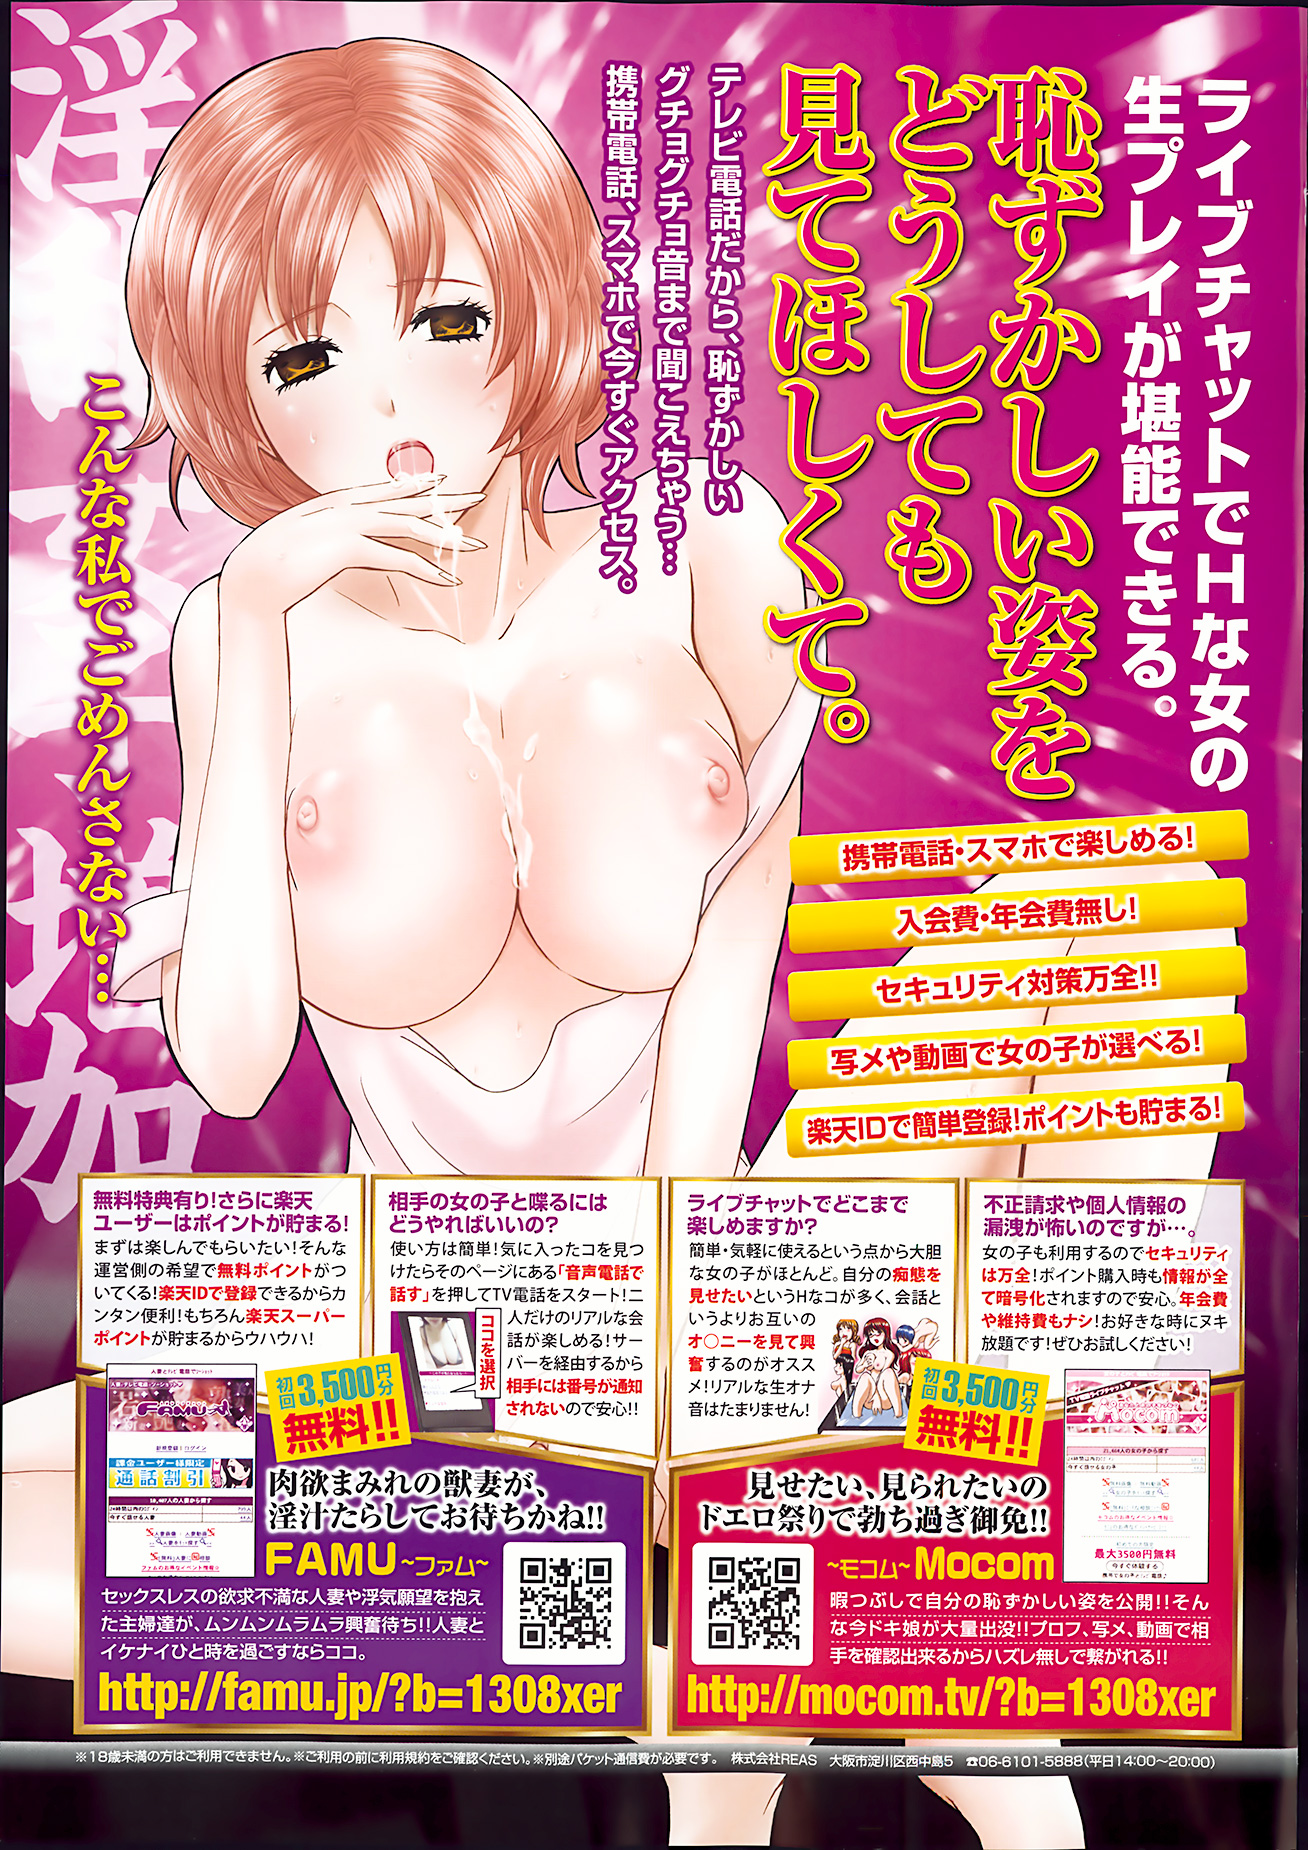 ライブチャットでHな女の
生プレイが堪能できる。
恥ずかしい姿を
どうしても
見てほしくて。
テレビ電話だから、恥ずかしい
グチョグチョ音まで聞こえちゃう…
携帯電話、スマホで今すぐアクセス。
こんな私でごめんさない…
携帯電話・スマホで楽しめる!
入会費・年会費無し!
セキュリティ対策万全!!
写メや動画で女の子が選べる!
楽天IDで簡単登録!ポイントも貯まる!
無料特典有り!さらに楽天
ユーザーはポイントが貯まる!
まずは楽しんでもらいたい!そんな
運営側の希望で無料ポイントがつ
いてくる!楽天IDで登録できるからカ
ンタン便利!もちろん楽天スーパー
ポイントが貯まるからウハウハ!
相手の女の子と喋るには
どうやればいいの?
使い方は簡単!気に入ったコを見つ
けたらそのページにある「音声電話で
話す」を押してTV電話をスタート!二
人だけのリアルな会
話が楽しめる!サー
バーを経由するから
相手には番号が通知
されないので安心!!
ココを選択
ライブチャットでどこまで
楽しめますか?
簡単・気軽に使えるという点から大胆
な女の子がほとんど。自分の痴態を
見せたいというHなコが多く、会話と
いうよりお互いの
オ〇ニーを見て興
奮するのがオスス
メ!リアルな生オナ
音はたまりません!
不正請求や個人情報の
漏洩が怖いのですが…。
女の子も利用するのでセキュリティ
は万全!ポイント購入時も情報が全
て暗号化されますので安心。年会費
や維持費もナシ!お好きな時にヌキ
放題です!ぜひお試しください!
初回3,500円分
無料!!
FAMU
課金ユーザー様限定
通話割引
肉欲まみれの獣妻が、
淫汁たらしてお待ちかね!!
FAMU~ファム~
セックスレスの欲求不満な人妻や浮気願望を抱え
た主婦達が、ムンムンムラムラ興奮待ち!!人妻と
イケナイひと時を過ごすならココ。
http://famu.jp/?b=1308xer
初回3,500円分
無料!!
Mocom
最大3500円無料
見せたい、見られたいの
ドエロ祭りで勃ち過ぎ御免!!
~モコム~Mocom
暇つぶしで自分の恥ずかしい姿を公開!!そん
な今ドキ娘が大量出没!!プロフ、写メ、動画で相
手を確認出来るからハズレ無しで繋がれる!!
http://mocom.tv/?b=1308xer
※18歳未満の方はご利用できません。※ご利用の前に利用規約をご確認ください。※別途パケット通信費が必要です。 株式会社REAS 大阪市淀川区西中島5 ☎06-6101-5888(平日14:00~20:00)